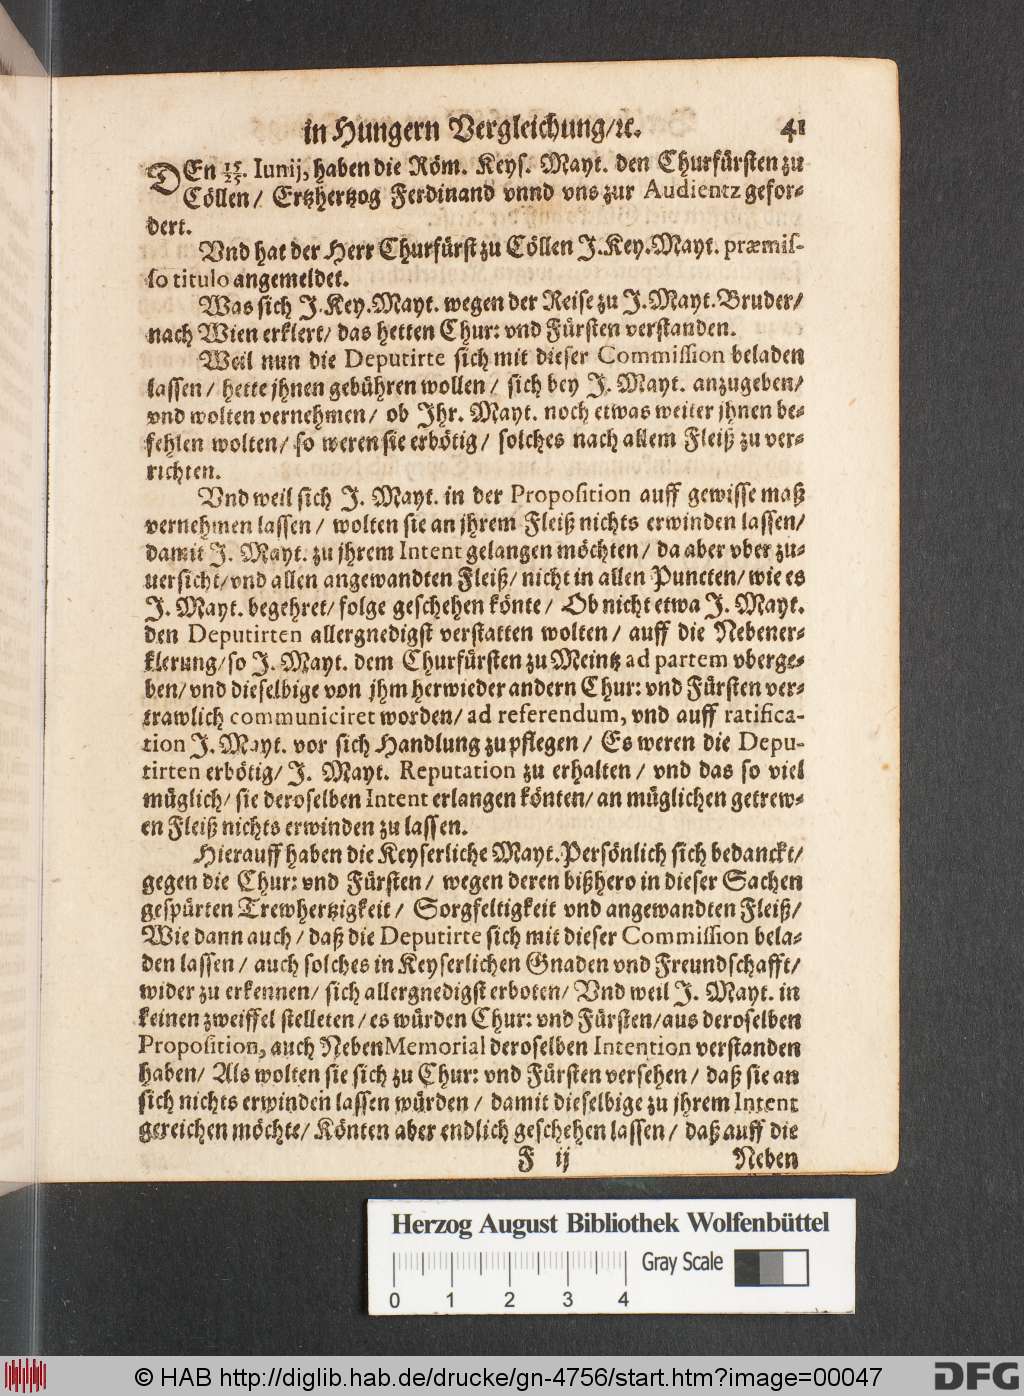 in Hungern Vergleichung/ꝛc. 41
DEn 15/25. Iunij, haben die Röm. Keys. Mayt. den Churfürsten zu
Cöllen/ Ertzhertzog Ferdinand vnnd vns zur Audientz gefor-
dert.
Vnd hat der Herr Churfürst zu Cöllen J.Key.Mayt. præmis-
so titulo angemeldet.
Was sich J.Key.Mayt. wegen der Reise zu J.Mayt.Bruder/
nach Wien erklert/ das hetten Chur: vnd Fürsten verstanden.
Weil nun die Deputirte sich mit dieser Commission beladen
lassen/ hette jhnen gebühren wollen/ sich bey J. Mayt. anzugeben/
vnd wolten vernehmen/ ob Jhr. Mayt. noch etwas weiter jhnen be-
fehlen wolten/ so weren sie erbötig/ solches nach allem Fleiß zu ver-
richten.
Vnd weil sich J. Mayt. in der Proposition auff gewisse maß
vernehmen lassen/ wolten sie an jhrem Fleiß nichts erwinden lassen/
damit J. Mayt. zu jhrem Intent gelangen möchten/ da aber vber zu-
uersicht/vnd allen angewandten Fleiß/ nicht in allen Puncten/ wie es
J. Mayt. begehret/ folge geschehen könte/ Ob nicht etwa J. Mayt.
den Deputirten allergnedigst verstatten wolten/ auff die Nebener-
klerung/so J. Mayt. dem Churfürsten zu Meintz ad partem vberge-
ben/ vnd dieselbige von jhm herwieder andern Chur: vnd Fürsten ver-
trawlich communiciret worden/ ad referendum, vnd auff ratifica-
tion J. Mayt. vor sich Handlung zupflegen/ Es weren die Depu-
tirten erbötig/ J. Mayt. Reputation zu erhalten/ vnd das so viel
müglich/ sie deroselben Intent erlangen könten/ an müglichen getrew-
en Fleiß nichts erwinden zu lassen.
Hierauff haben die Keyserliche Mayt.Persönlich sich bedanckt/
gegen die Chur: vnd Fürsten/ wegen deren bißhero in dieser Sachen
gespürten Trewhertzigkeit/ Sorgfeltigkeit vnd angewandten Fleiß/
Wie dann auch/ daß die Deputirte sich mit dieser Commission bela-
den lassen/ auch solches in Keyserlichen Gnaden vnd Freundschafft/
wider zu erkennen/ sich allergnedigst erboten/ Vnd weil J. Mayt. in
keinen zweiffel stelleten/ es würden Chur: vnd Fürsten/aus deroselben
Proposition, auch NebenMemorial deroselben Intention verstanden
haben/ Als wolten sie sich zu Chur: vnd Fürsten versehen/ daß sie an
sich nichts erwinden lassen würden/ damit dieselbige zu jhrem Intent
gereichen möchte/ Könten aber endlich geschehen lassen/ daß auff die
F ij Neben
Herzog August Bibliothek Wolfenbüttel
Gray Scale
0 1 2 3 4
© HAB http://diglib.hab.de/drucke/gn-4756/start.htm?image=00047
DFG